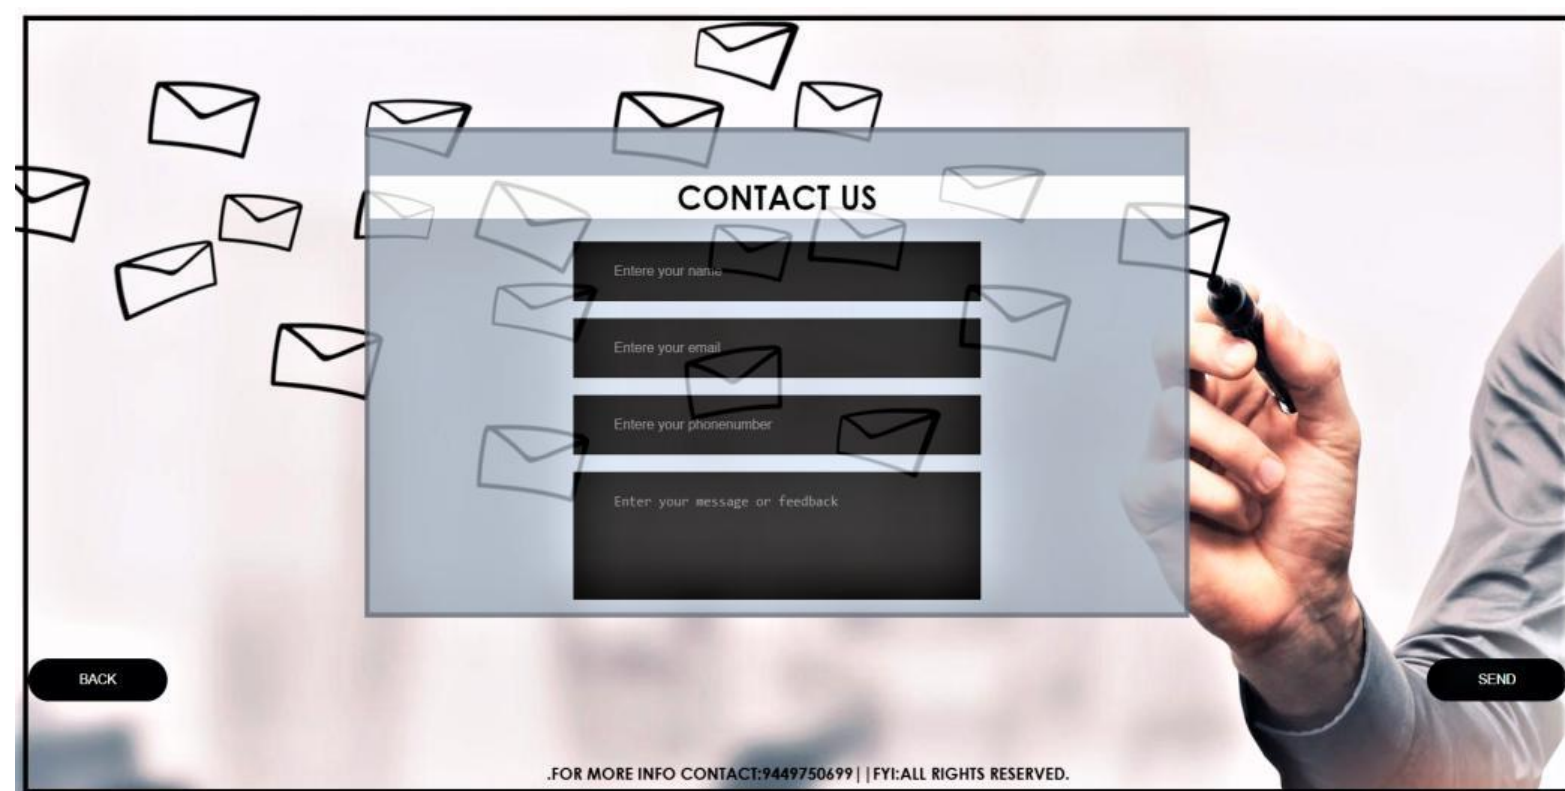 CONTACT US
Entere your name
Entere your email
Entere your phonenumber
Enter your message or feedback
BACK
SEND
.FOR MORE INFO CONTACT:9449750699||FYI:ALL RIGHTS RESERVED.